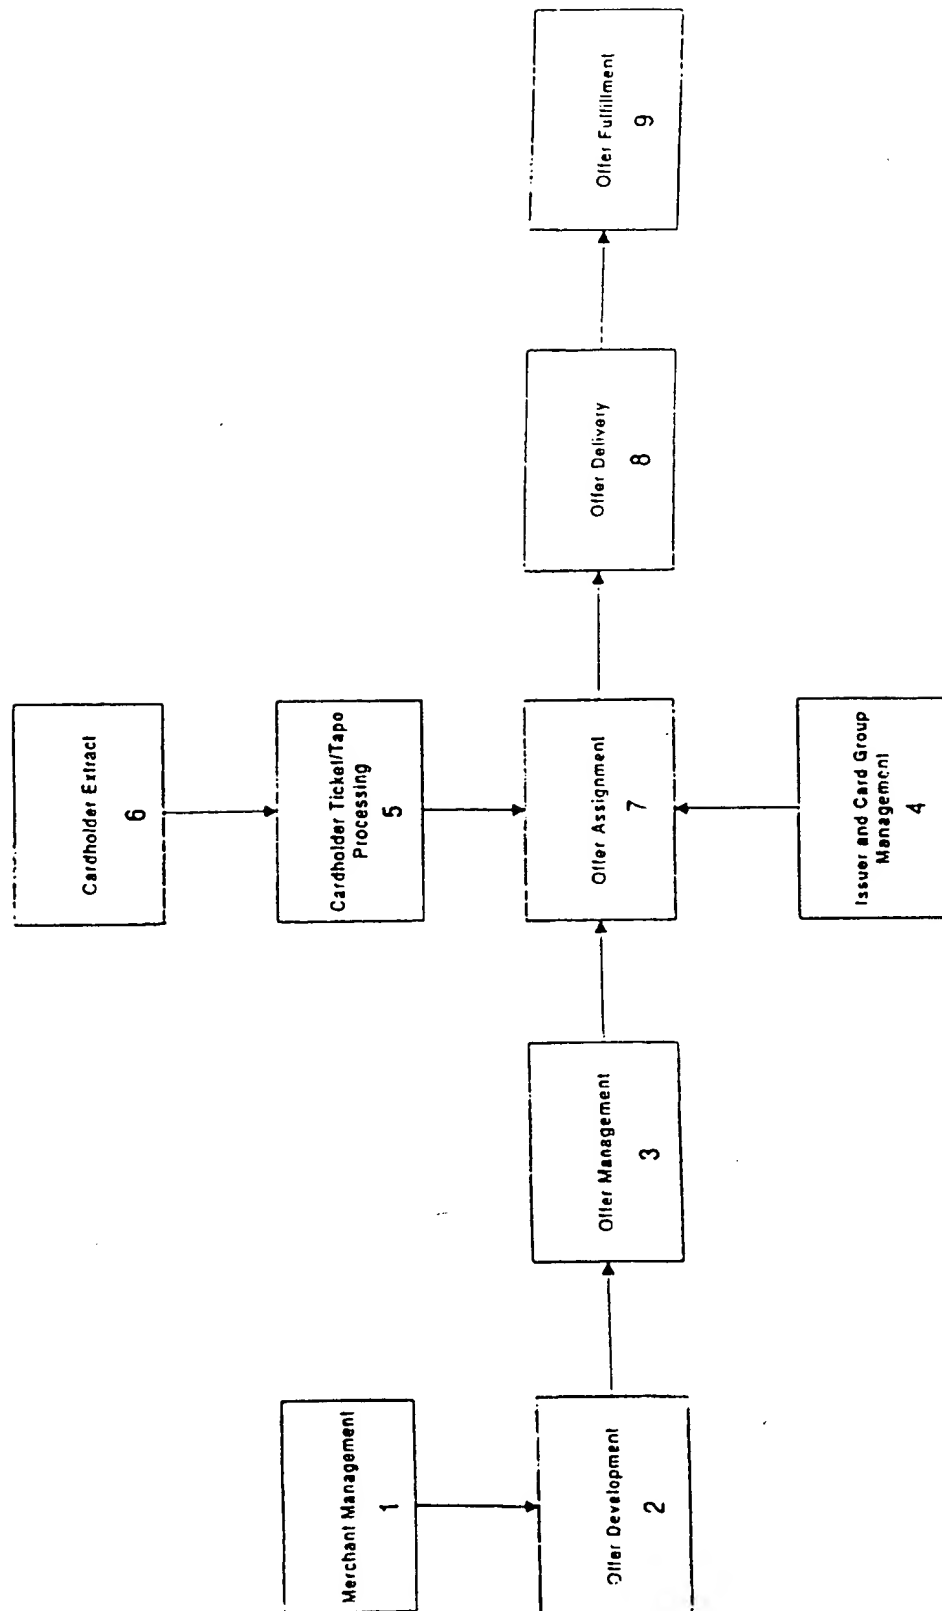 Cardholder Extract
6
Cardholder Ticket/Tapo
Processing
5
Merchant Management
1
Offer Development
2
Offer Management
3
Offer Assignment
7
Offer Delivery
8
Offer Fulfillment
9
Issuer and Card Group
Management
4